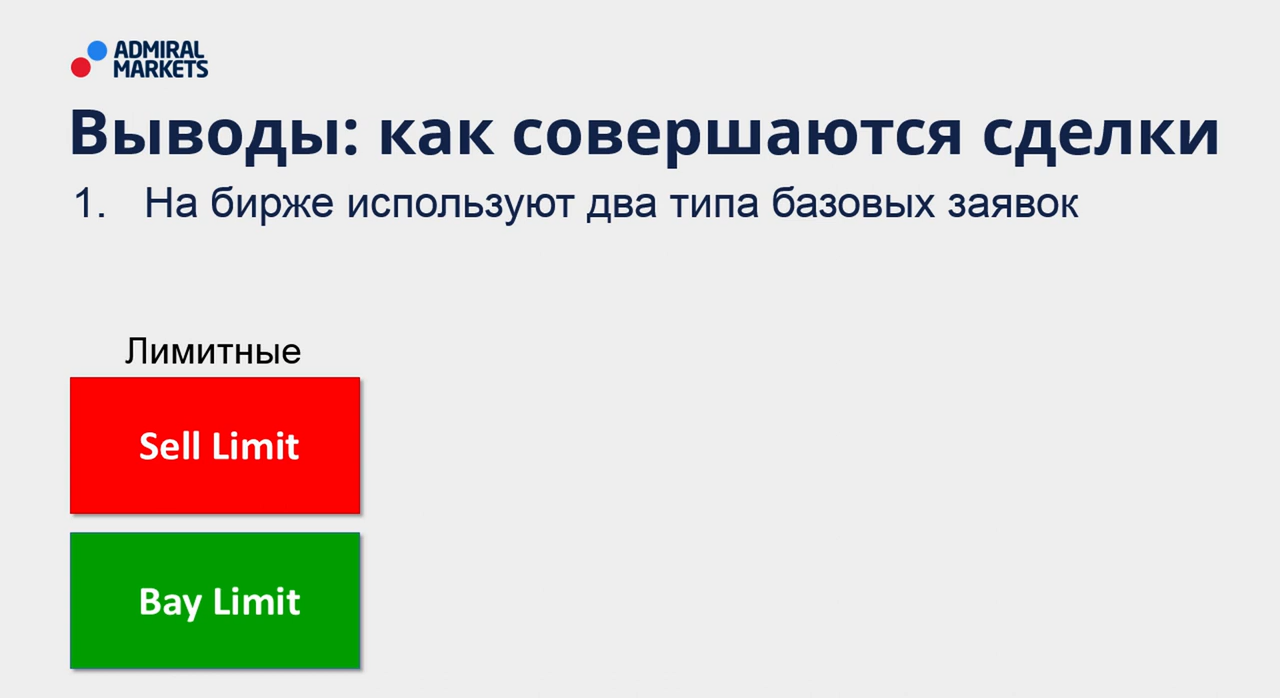 ADMIRAL
MARKETS
Выводы: как совершаются сделки
1. На бирже используют два типа базовых заявок
Лимитные
Sell Limit
Bay Limit